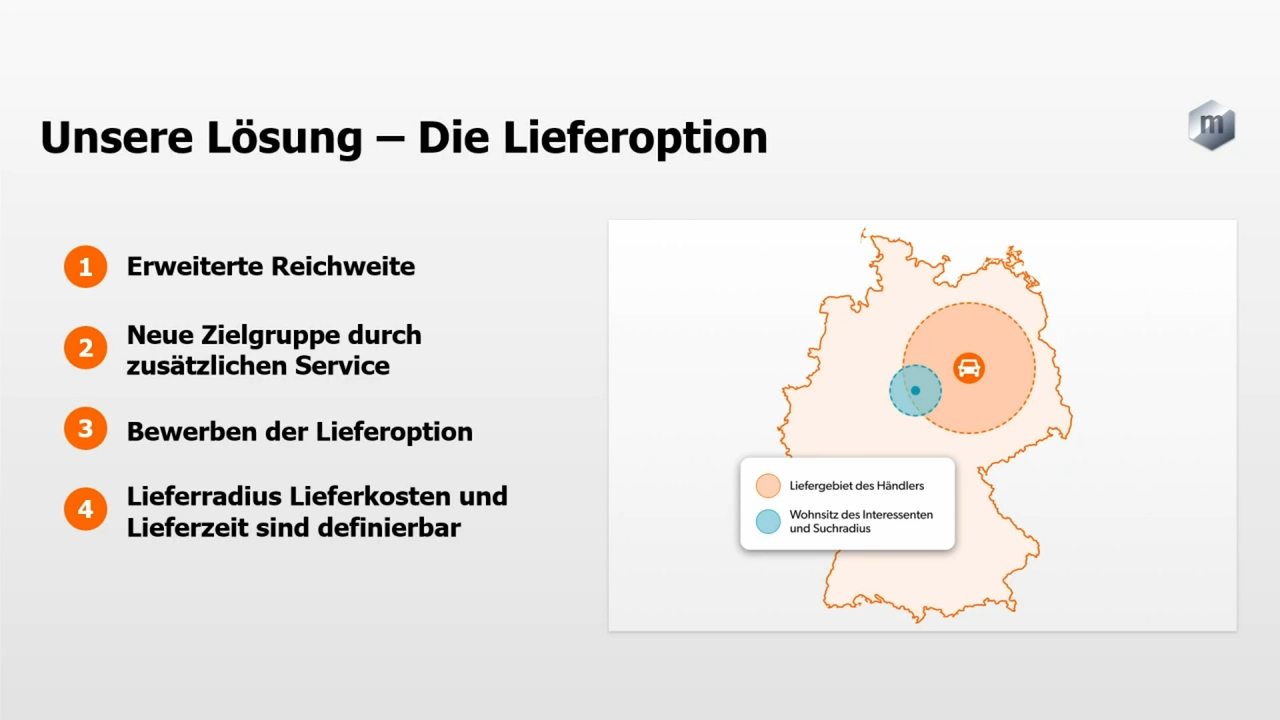 Unsere Lösung – Die Lieferoption
m
1 Erweiterte Reichweite
2 Neue Zielgruppe durch
zusätzlichen Service
3 Bewerben der Lieferoption
4 Lieferradius Lieferkosten und
Lieferzeit sind definierbar
Liefergebiet des Händlers
Wohnsitz des Interessenten
und Suchradius